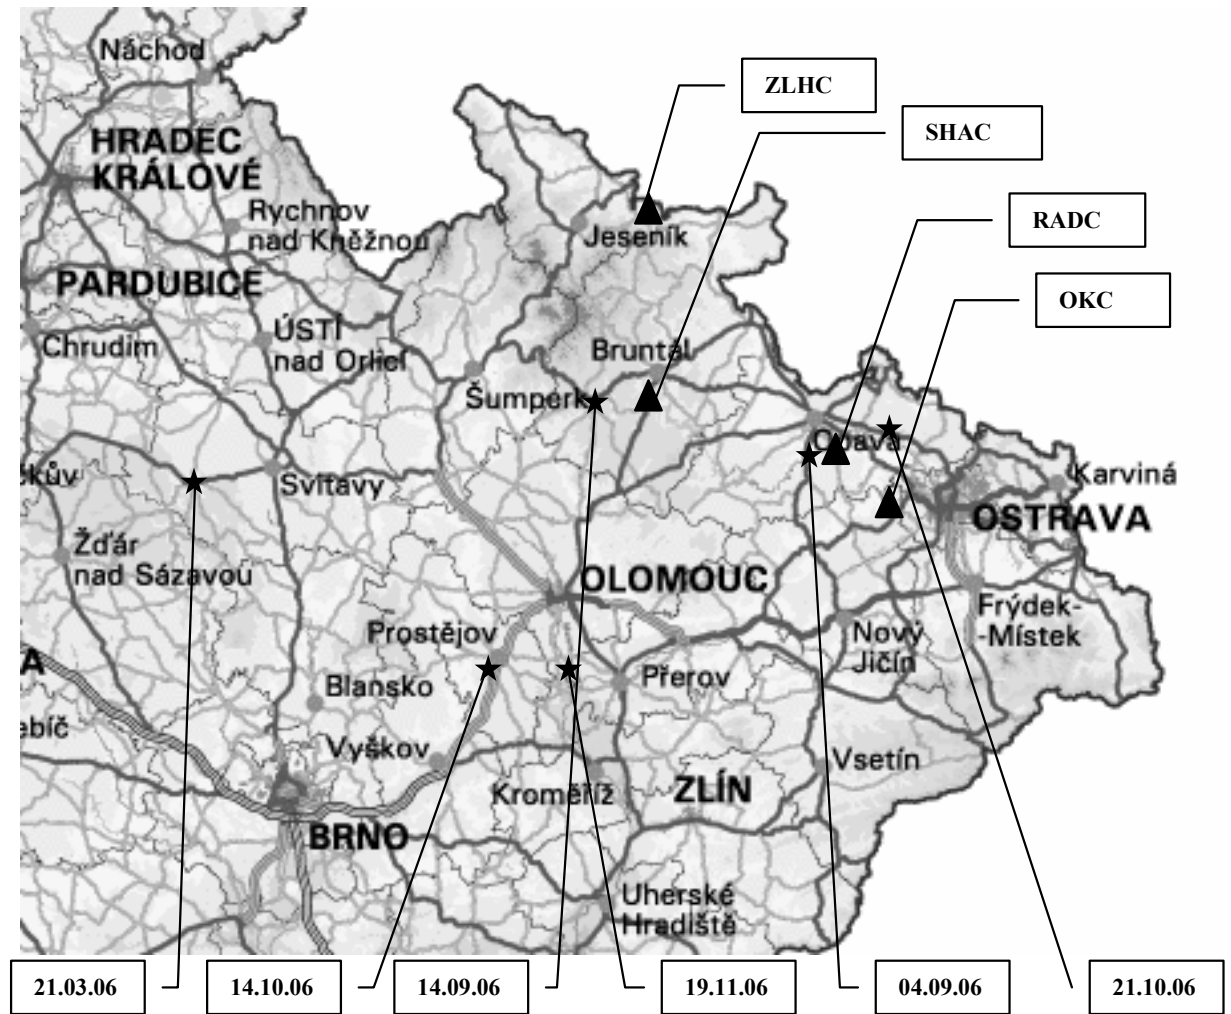 Náchod
ZLHC
SHAC
HRADEC
KRÁLOVÉ
RADC
Rychnov
nad Kněžnou
Jeseník
PARDUBICE
OKC
ÚSTÍ
nad Orlicí
Chrudim
Bruntál
Šumperk
Opava
čkův
Svitavy
Karviná
OSTRAVA
Žďár
nad Sázavou
OLOMOUC
Frýdek-
-Místek
Prostějov
Nový
Jičín
A
Blansko
Přerov
ebíč
Vyškov
Vsetín
Kroměříž
ZLÍN
BRNO
Uherské
Hradiště
21.03.06
14.10.06
14.09.06
19.11.06
04.09.06
21.10.06